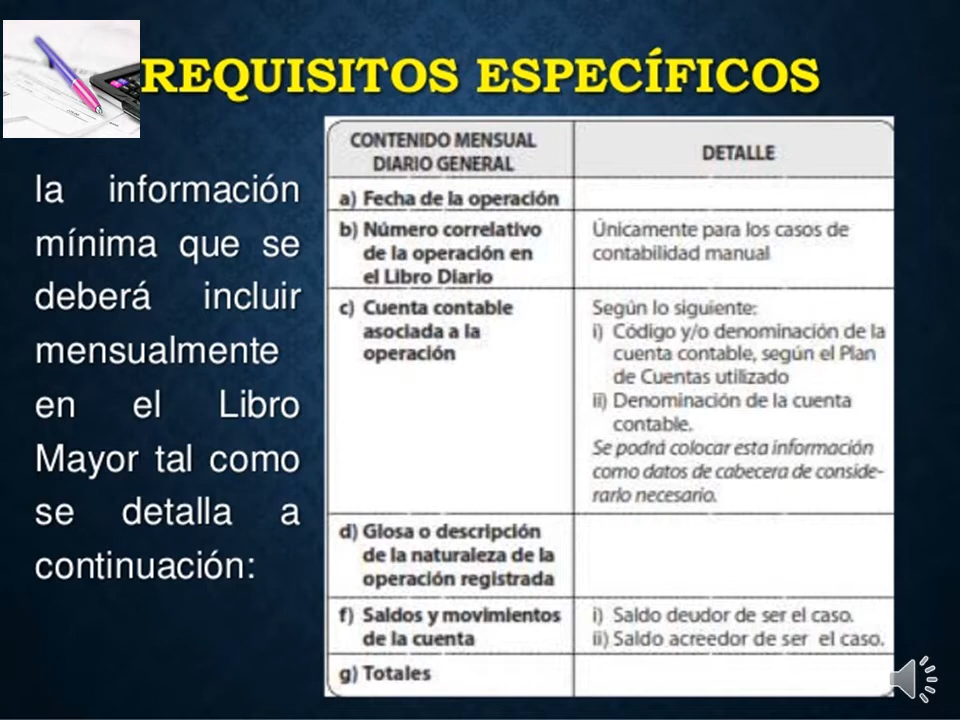 REQUISITOS ESPECÍFICOS
la información
mínima que se
deberá incluir
mensualmente
en el Libro
Mayor tal como
se detalla a
continuación:
CONTENIDO MENSUAL
DIARIO GENERAL
DETALLE
a) Fecha de la operación
b) Número correlativo
de la operación en
el Libro Diario
Únicamente para los casos de
contabilidad manual
c) Cuenta contable
asociada a la
operación
Según lo siguiente:
i) Código y/o denominación de la
cuenta contable, según el Plan
de Cuentas utilizado
ii) Denominación de la cuenta
contable.
Se podrá colocar esta información
como datos de cabecera de conside-
rarlo necesario.
d) Glosa o descripción
de la naturaleza de la
operación registrada
f) Saldos y movimientos
de la cuenta
i) Saldo deudor de ser el caso.
ii) Saldo acreedor de ser el caso.
g) Totales